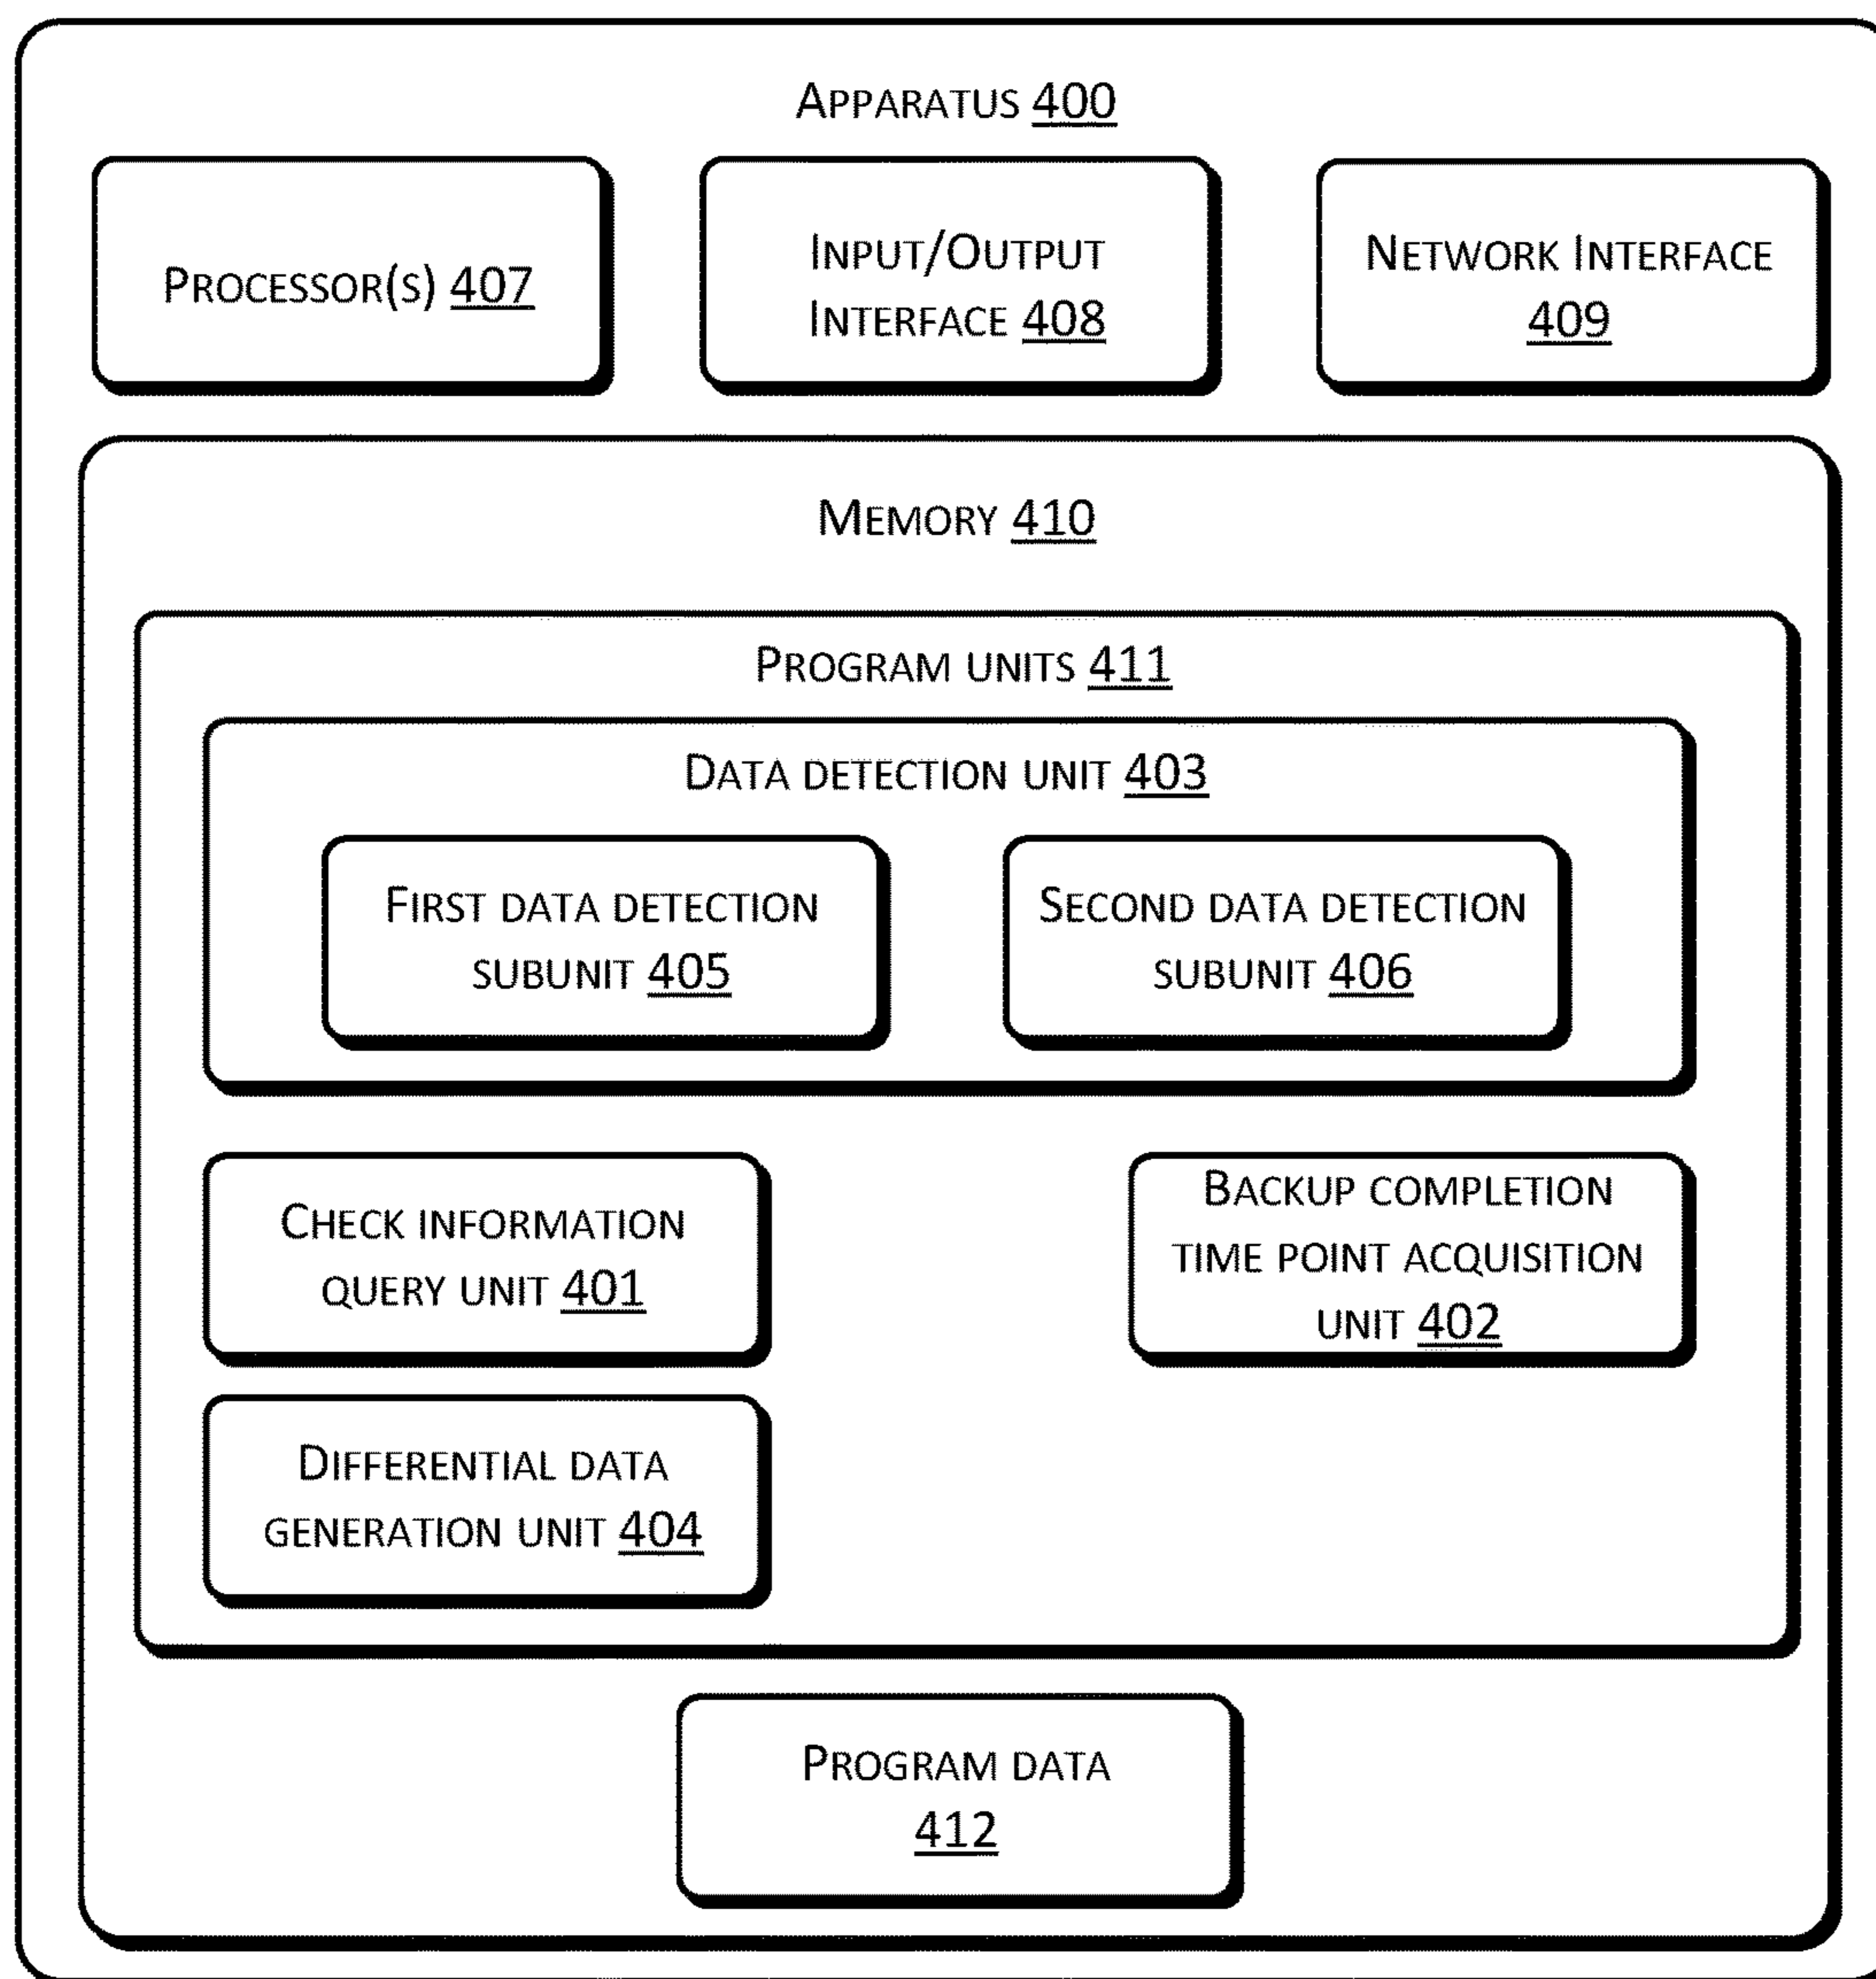 APPARATUS 400
PROCESSOR(S) 407
INPUT/OUTPUT
INTERFACE 408
NETWORK INTERFACE
409
MEMORY 410
PROGRAM UNITS 411
DATA DETECTION UNIT 403
FIRST DATA DETECTION
SUBUNIT 405
SECOND DATA DETECTION
SUBUNIT 406
CHECK INFORMATION
QUERY UNIT 401
BACKUP COMPLETION
TIME POINT ACQUISITION
UNIT 402
DIFFERENTIAL DATA
GENERATION UNIT 404
PROGRAM DATA
412